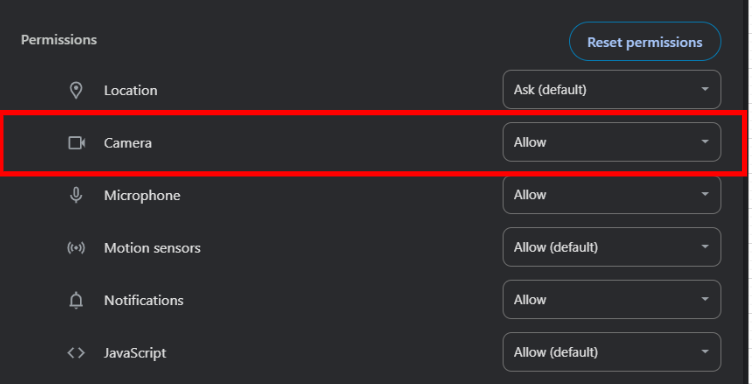 Permissions
Reset permissions
Location
Ask (default)
Camera
Allow
Microphone
Allow
Motion sensors
Allow (default)
Notifications
Allow
JavaScript
Allow (default)